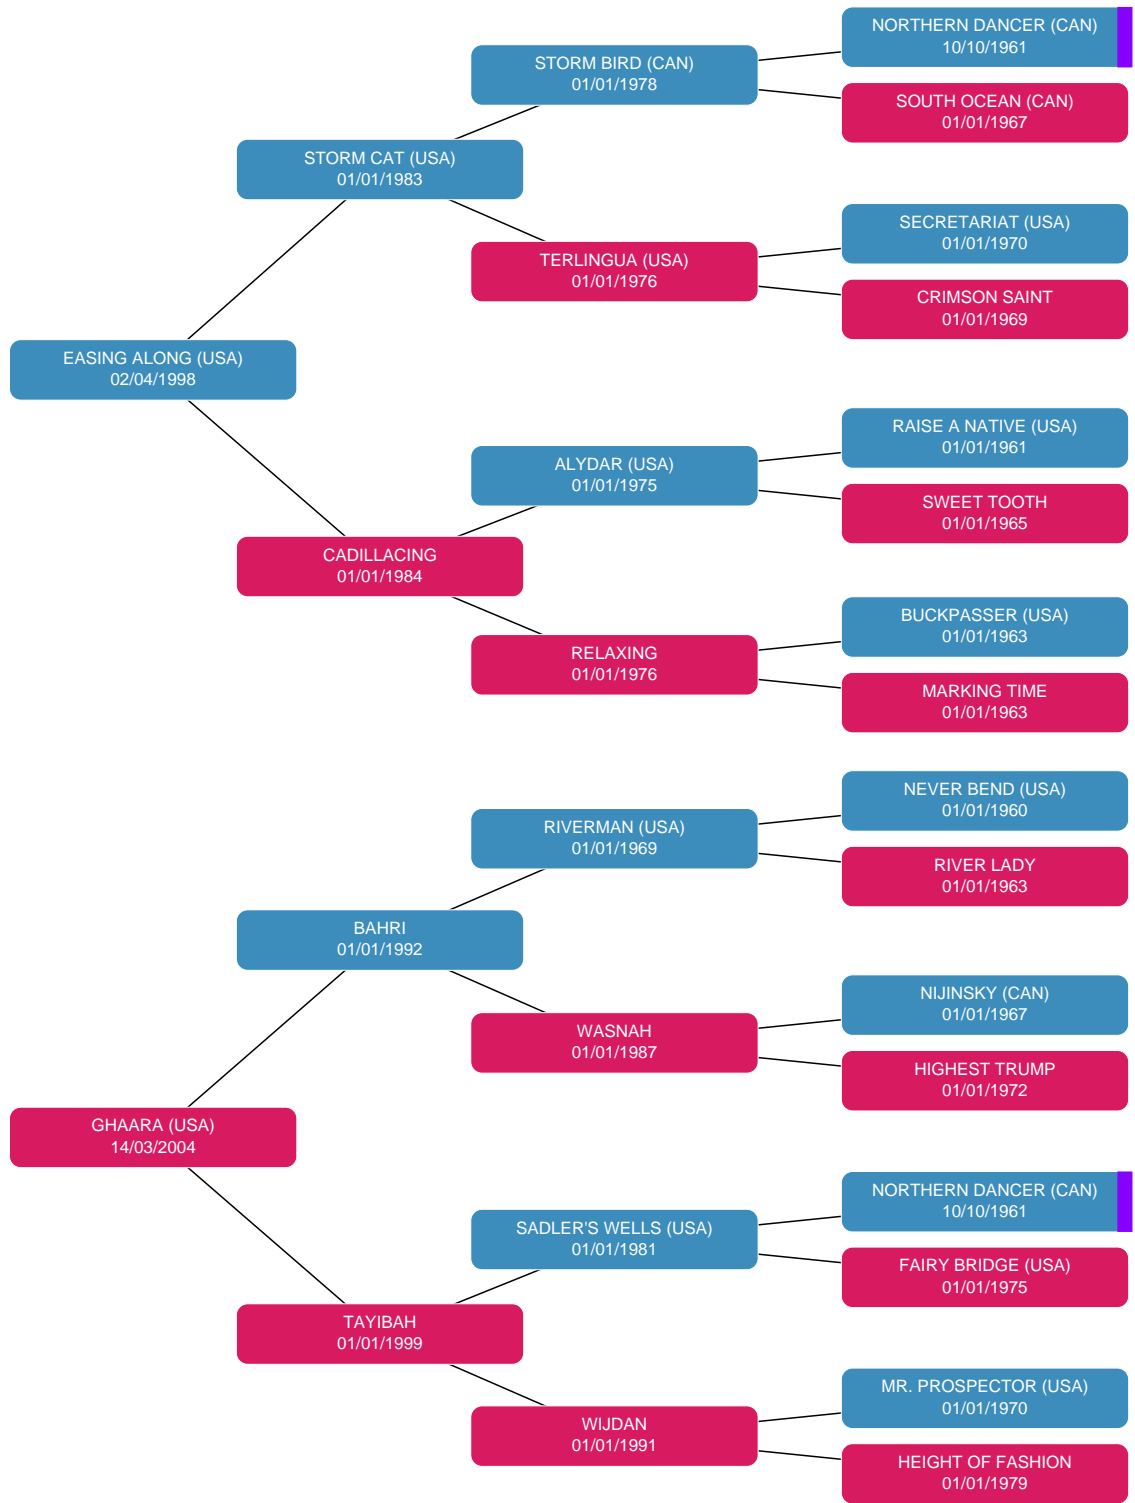 NORTHERN DANCER (CAN)
10/10/1961
STORM BIRD (CAN)
01/01/1978
SOUTH OCEAN (CAN)
01/01/1967
STORM CAT (USA)
01/01/1983
SECRETARIAT (USA)
01/01/1970
TERLINGUA (USA)
01/01/1976
CRIMSON SAINT
01/01/1969
EASING ALONG (USA)
02/04/1998
RAISE A NATIVE (USA)
01/01/1961
ALYDAR (USA)
01/01/1975
SWEET TOOTH
01/01/1965
CADILLACING
01/01/1984
BUCKPASSER (USA)
01/01/1963
RELAXING
01/01/1976
MARKING TIME
01/01/1963
NEVER BEND (USA)
01/01/1960
RIVERMAN (USA)
01/01/1969
RIVER LADY
01/01/1963
BAHRI
01/01/1992
NIJINSKY (CAN)
01/01/1967
WASNAH
01/01/1987
HIGHEST TRUMP
01/01/1972
GHAARA (USA)
14/03/2004
NORTHERN DANCER (CAN)
10/10/1961
SADLER'S WELLS (USA)
01/01/1981
FAIRY BRIDGE (USA)
01/01/1975
TAYIBAH
01/01/1999
MR. PROSPECTOR (USA)
01/01/1970
WIJDAN
01/01/1991
HEIGHT OF FASHION
01/01/1979